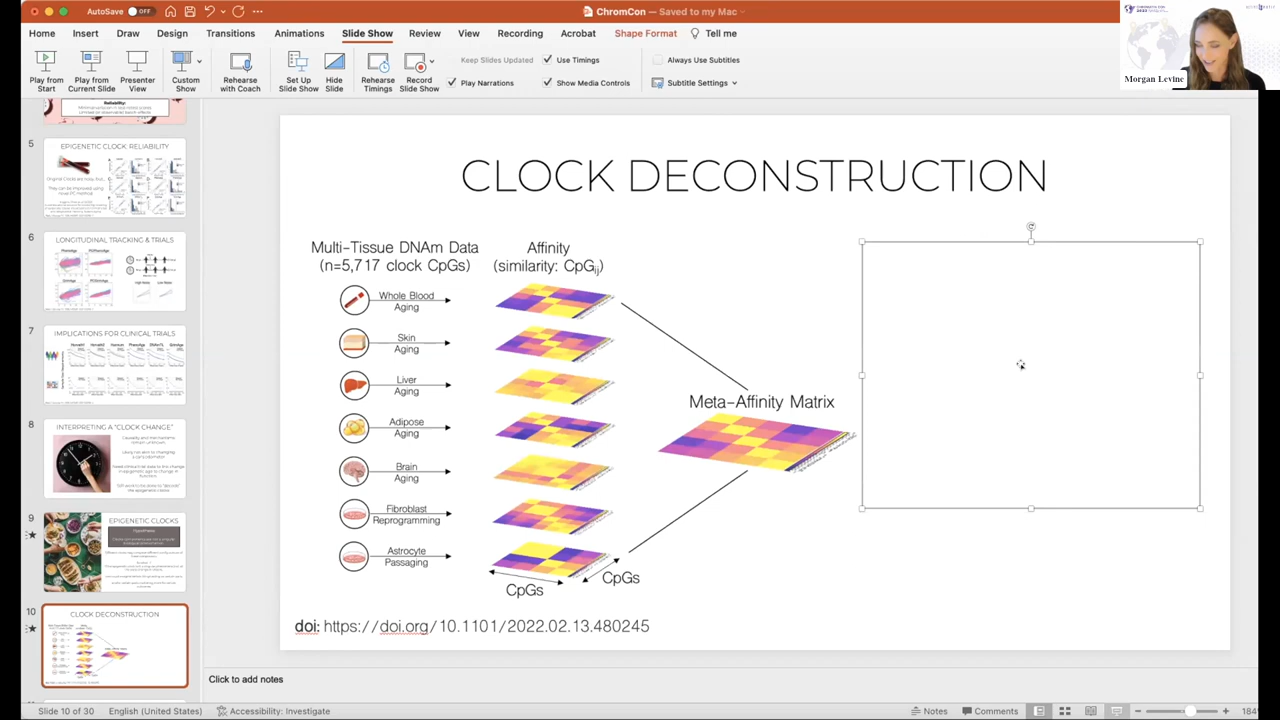 AutoSave OFF
ChromCon — Saved to my Mac
Home Insert Draw Design Transitions Animations Slide Show Review View Recording Acrobat Shape Format Tell me
Play from Start
Play from Current Slide
Presenter View
Custom Show
Rehearse with Coach
Set Up Slide Show
Hide Slide
Rehearse Timings
Record Slide Show
Keep Slides Updated
Use Timings
Play Narrations
Show Media Controls
Always Use Subtitles
Subtitle Settings
Morgan Levine
Reliability:
5
EPIGENETIC CLOCK: RELIABILITY
6
LONGITUDINAL TRACKING & TRIALS
7
IMPLICATIONS FOR CLINICAL TRIALS
8
INTERPRETING A "CLOCK CHANGE"
9
EPIGENETIC CLOCKS
10
CLOCK DECONSTRUCTION
CLOCK DECONSTRUCTION
Multi-Tissue DNAm Data
(n=5,717 clock CpGs)
Affinity
(similarity: CpGij)
Whole Blood
Aging
Skin
Aging
Liver
Aging
Adipose
Aging
Brain
Aging
Fibroblast
Reprogramming
Astrocyte
Passaging
Meta-Affinity Matrix
CpGs
CpGs
doi: https://doi.org/10.1101/2022.02.13.480245
Click to add notes
Slide 10 of 30 English (United States) Accessibility: Investigate Notes Comments 184